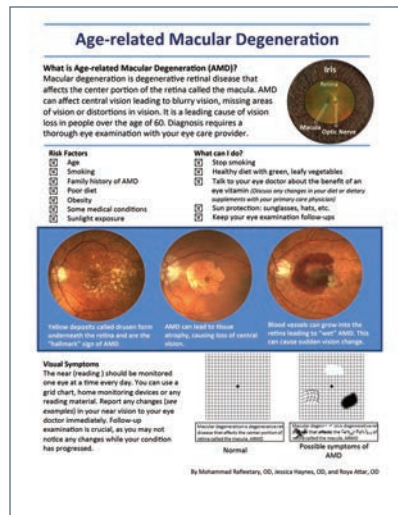 Age-related Macular Degeneration
What is Age-related Macular Degeneration (AMD)?
Macular degeneration is degenerative retinal disease that
affects the center portion of the retina called the macula. AMD
can affect central vision leading to blurry vision, missing areas
of vision or distortions in vision. It is a leading cause of vision
loss in people over the age of 60. Diagnosis requires a
thorough eye examination with your eye care provider.
Iris
Retina
Macula
Optic Nerve
Risk Factors
Age
Smoking
Family history of AMD
Poor diet
Obesity
Some medical conditions
Sunlight exposure
What can I do?
Stop smoking
Healthy diet with green, leafy vegetables
Talk to your eye doctor about the benefit of an
eye vitamin (Discuss any changes in your diet or dietary
supplements with your primary care physician)
Sun protection: sunglasses, hats, etc.
Keep your eye examination follow-ups
Yellow deposits called drusen form
underneath the retina and are the
"hallmark" sign of AMD.
AMD can lead to tissue
atrophy, causing loss of central
vision.
Blood vessels can grow into the
retina leading to "wet" AMD. This
can cause sudden vision change.
Visual Symptoms
The near (reading ) should be monitored
one eye at a time every day. You can use a
grid chart, home monitoring devices or any
reading material. Report any changes (see
examples) in your near vision to your eye
doctor immediately. Follow-up
examination is crucial, as you may not
notice any changes while your condition
has progressed.
Macular degeneration is degenerative retinal
disease that affects the center portion of the
retina called the macula. ARMD
Normal
Macular degenerative ret
disease that affects the
retina called the macula. ARMD
Possible symptoms of
AMD
By Mohammad Rafieetary, OD, Jessica Haynes, OD, and Roya Attar, OD